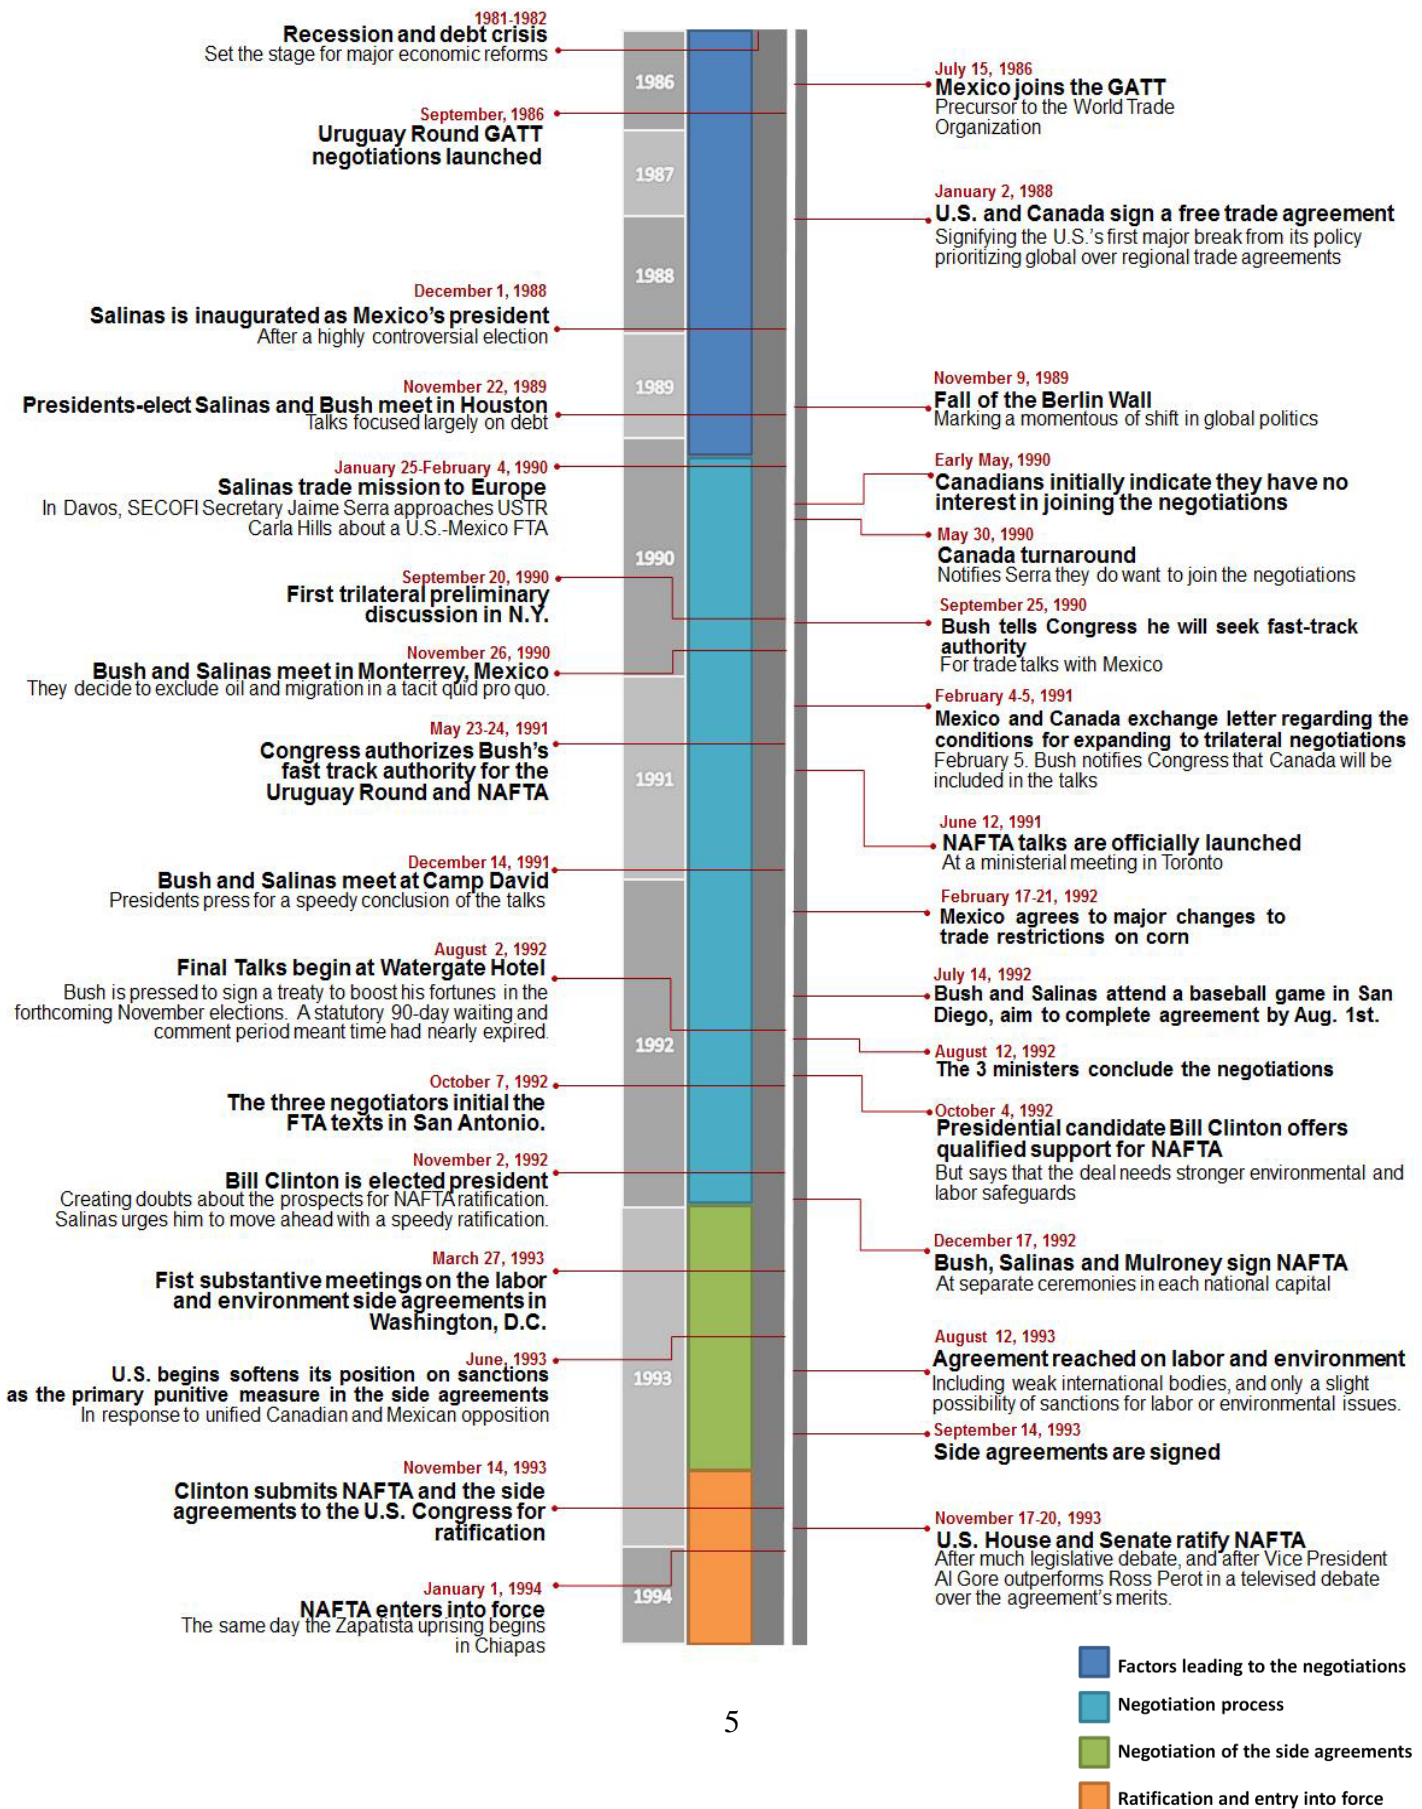 1981-1982
Recession and debt crisis
Set the stage for major economic reforms
1986
July 15, 1986
Mexico joins the GATT
Precursor to the World Trade
Organization
September, 1986
Uruguay Round GATT
negotiations launched
1987
January 2, 1988
U.S. and Canada sign a free trade agreement
Signifying the U.S.'s first major break from its policy
prioritizing global over regional trade agreements
1988
December 1, 1988
Salinas is inaugurated as Mexico's president
After a highly controversial election
1989
November 22, 1989
Presidents-elect Salinas and Bush meet in Houston
Talks focused largely on debt
November 9, 1989
Fall of the Berlin Wall
Marking a momentous of shift in global politics
January 25-February 4, 1990
Salinas trade mission to Europe
In Davos, SECOFI Secretary Jaime Serra approaches USTR
Carla Hills about a U.S.-Mexico FTA
Early May, 1990
Canadians initially indicate they have no
interest in joining the negotiations
May 30, 1990
Canada turnaround
Notifies Serra they do want to join the negotiations
1990
September 20, 1990
First trilateral preliminary
discussion in N.Y.
September 25, 1990
Bush tells Congress he will seek fast-track
authority
For trade talks with Mexico
November 26, 1990
Bush and Salinas meet in Monterrey, Mexico
They decide to exclude oil and migration in a tacit quid pro quo.
February 4-5, 1991
Mexico and Canada exchange letter regarding the
conditions for expanding to trilateral negotiations
February 5. Bush notifies Congress that Canada will be
included in the talks
May 23-24, 1991
Congress authorizes Bush's
fast track authority for the
Uruguay Round and NAFTA
1991
June 12, 1991
NAFTA talks are officially launched
At a ministerial meeting in Toronto
December 14, 1991
Bush and Salinas meet at Camp David
Presidents press for a speedy conclusion of the talks
February 17-21, 1992
Mexico agrees to major changes to
trade restrictions on corn
August 2, 1992
Final Talks begin at Watergate Hotel
Bush is pressed to sign a treaty to boost his fortunes in the
forthcoming November elections. A statutory 90-day waiting and
comment period meant time had nearly expired.
July 14, 1992
Bush and Salinas attend a baseball game in San
Diego, aim to complete agreement by Aug. 1st.
1992
August 12, 1992
The 3 ministers conclude the negotiations
October 7, 1992
The three negotiators initial the
FTA texts in San Antonio.
October 4, 1992
Presidential candidate Bill Clinton offers
qualified support for NAFTA
But says that the deal needs stronger environmental and
labor safeguards
November 2, 1992
Bill Clinton is elected president
Creating doubts about the prospects for NAFTA ratification.
Salinas urges him to move ahead with a speedy ratification.
December 17, 1992
Bush, Salinas and Mulroney sign NAFTA
At separate ceremonies in each national capital
March 27, 1993
Fist substantive meetings on the labor
and environment side agreements in
Washington, D.C.
August 12, 1993
Agreement reached on labor and environment
Including weak international bodies, and only a slight
possibility of sanctions for labor or environmental issues.
June, 1993
U.S. begins softens its position on sanctions
as the primary punitive measure in the side agreements
In response to unified Canadian and Mexican opposition
1993
September 14, 1993
Side agreements are signed
November 14, 1993
Clinton submits NAFTA and the side
agreements to the U.S. Congress for
ratification
November 17-20, 1993
U.S. House and Senate ratify NAFTA
After much legislative debate, and after Vice President
Al Gore outperforms Ross Perot in a televised debate
over the agreement's merits.
January 1, 1994
NAFTA enters into force
The same day the Zapatista uprising begins
in Chiapas
1994
Factors leading to the negotiations
Negotiation process
Negotiation of the side agreements
Ratification and entry into force
5